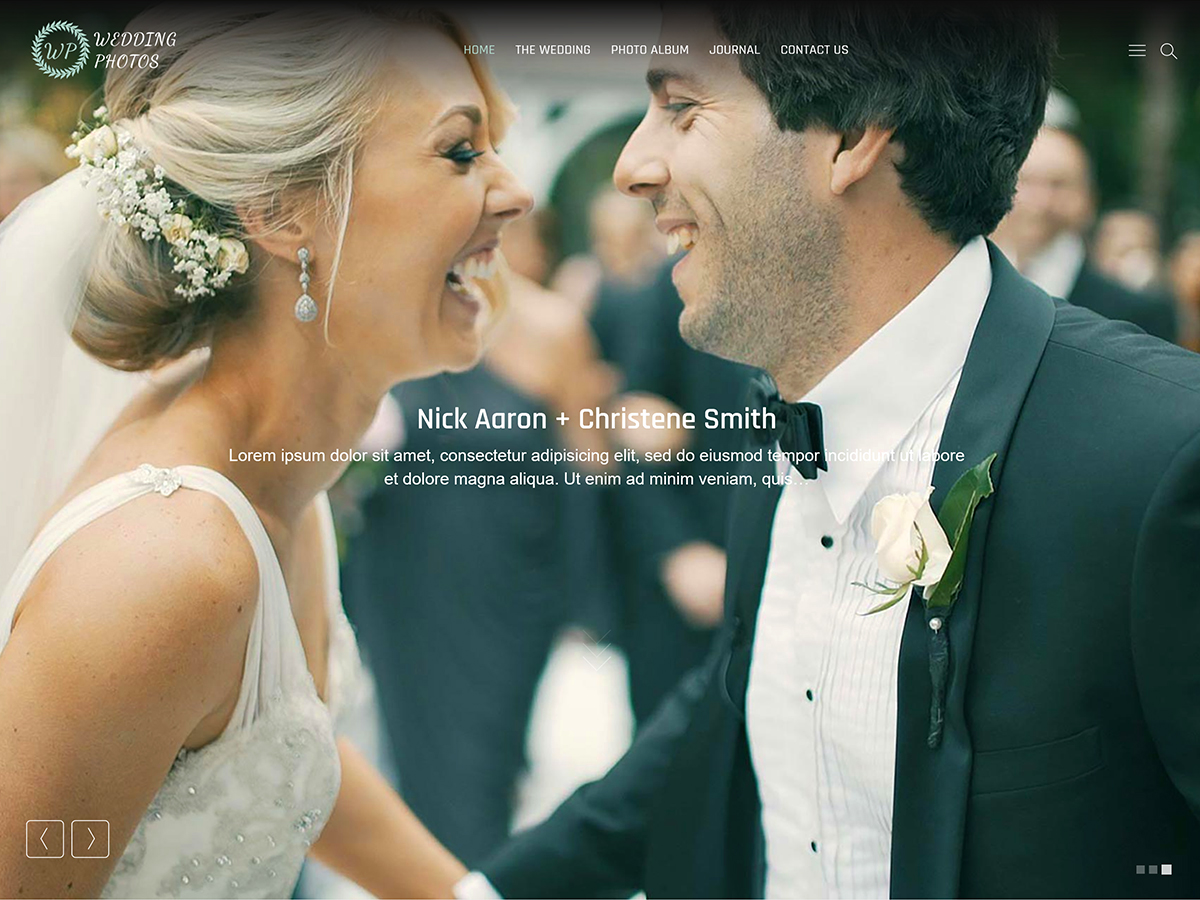 WP
WEDDING
PHOTOS
HOME THE WEDDING PHOTO ALBUM JOURNAL CONTACT US
Nick Aaron + Christene Smith
Lorem ipsum dolor sit amet, consectetur adipisicing elit, sed do eiusmod tempor incididunt ut labore
et dolore magna aliqua. Ut enim ad minim veniam, quis...